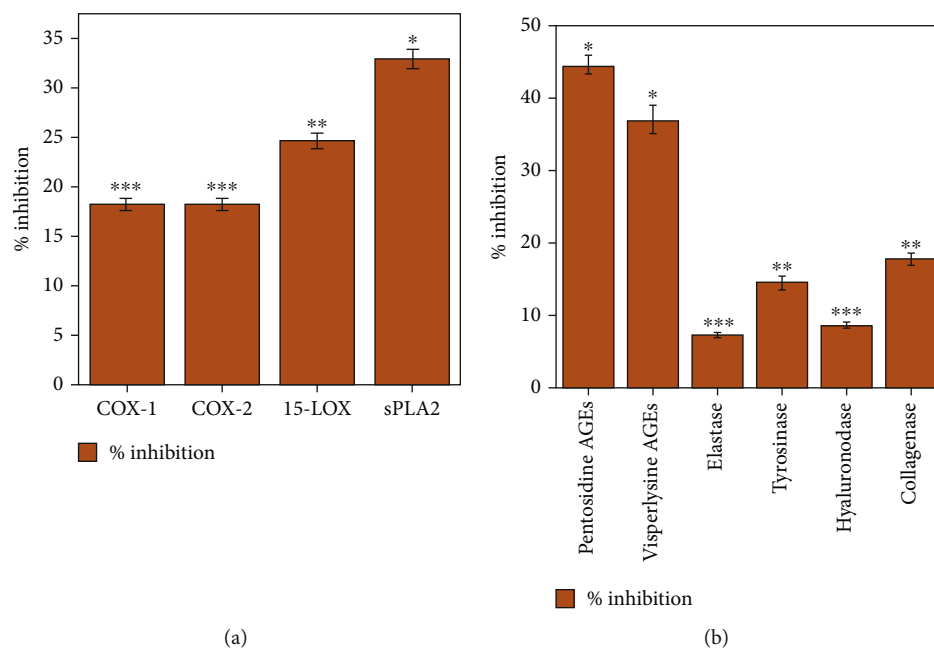 35
30
25
20
15
10
5
0
% inhibition
***
***
**
*
COX-1 COX-2 15-LOX sPLA2
% inhibition
(a)
50
40
30
20
10
0
% inhibition
*
*
***
**
***
**
Pentosidine AGEs
Visperlysine AGEs
Elastase
Tyrosinase
Hyaluronodase
Collagenase
% inhibition
(b)